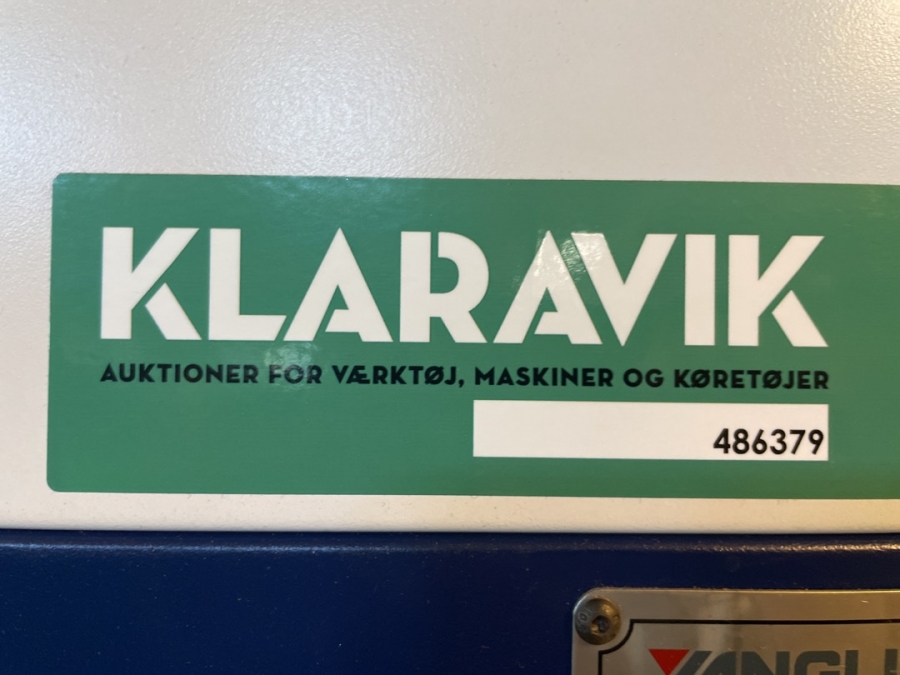 KLARAVIK
AUKTIONER FOR VÆRKTØJ, MASKINER OG KØRETØJER
486379